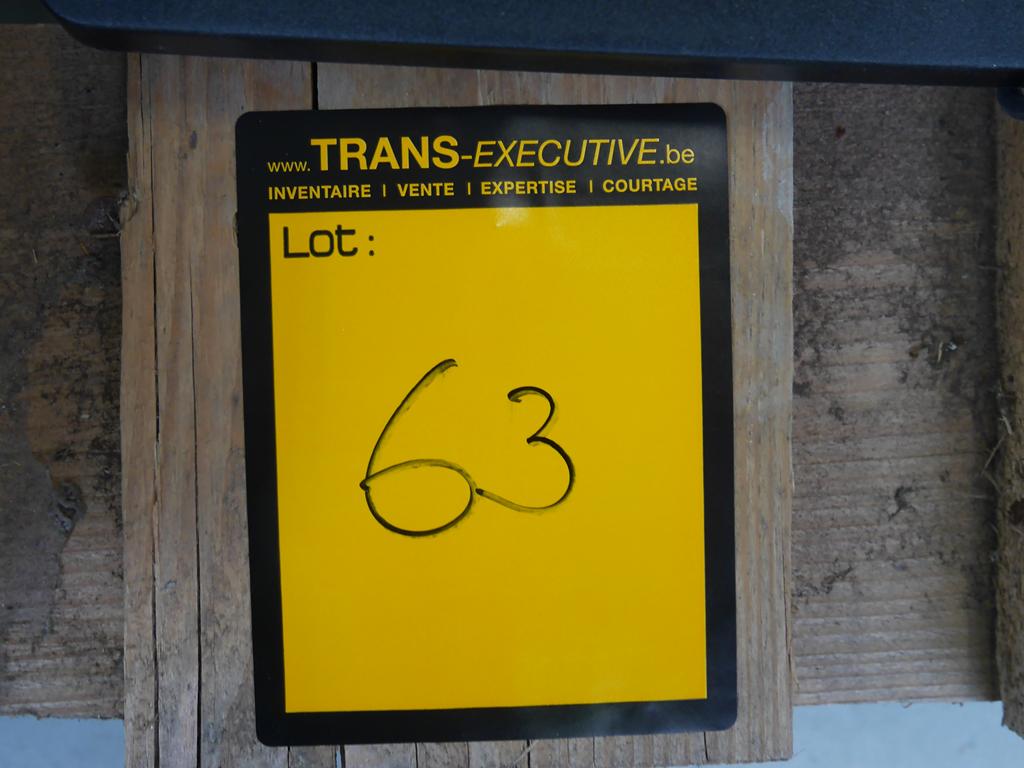 www.TRANS-EXECUTIVE.be
INVENTAIRE | VENTE | EXPERTISE | COURTAGE
Lot:
63